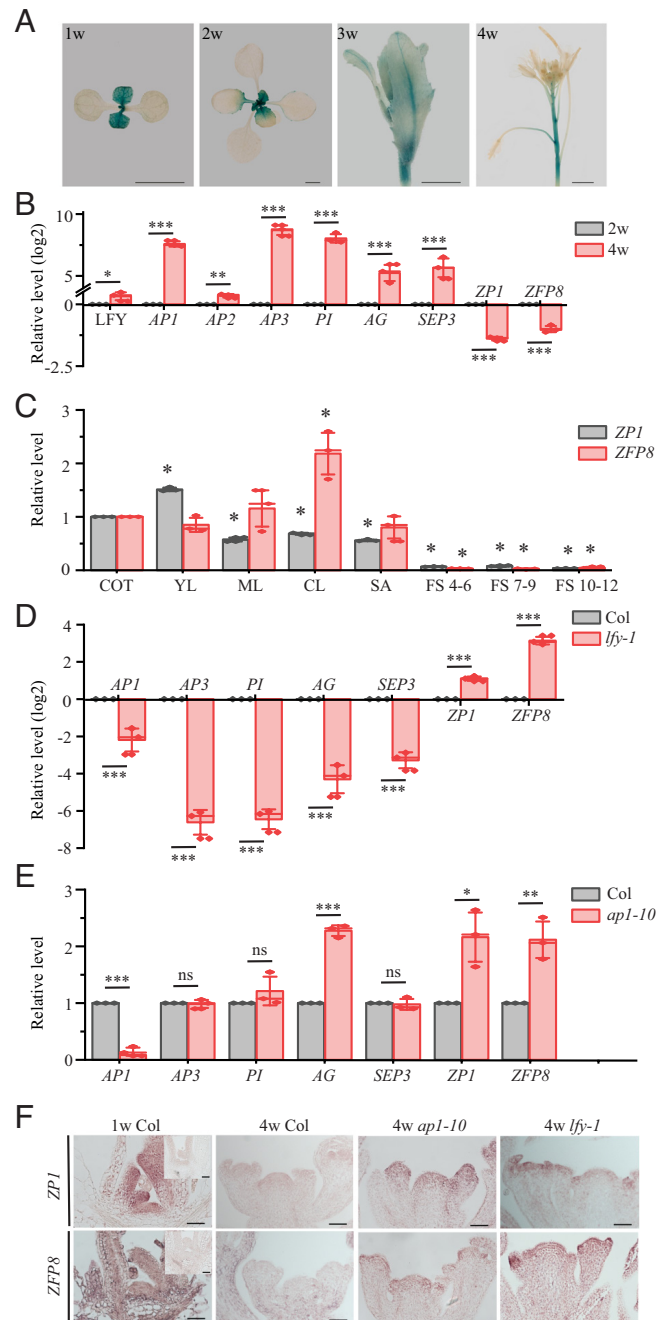 A
1w
2w
3w
4w
B
Relative level (log2)
10
5
0
-2.5
* *** ** *** *** *** ***
2w
4w
ZP1 ZFP8
LFY AP1 AP2 AP3 PI AG SEP3
*** ***
C
Relative level
3
2
1
0
* * * * * * * * * * *
ZP1
ZFP8
COT YL ML CL SA FS 4-6 FS 7-9 FS 10-12
D
Relative level (log2)
4
2
0
-2
-4
-6
-8
Col
lfy-1
*** ***
AP1 AP3 PI AG SEP3
ZP1 ZFP8
*** *** *** *** ***
E
Relative level
3
2
1
0
Col
ap1-10
*** ns ns *** ns * **
AP1 AP3 PI AG SEP3 ZP1 ZFP8
F
1w Col 4w Col 4w ap1-10 4w lfy-1
ZP1
ZFP8